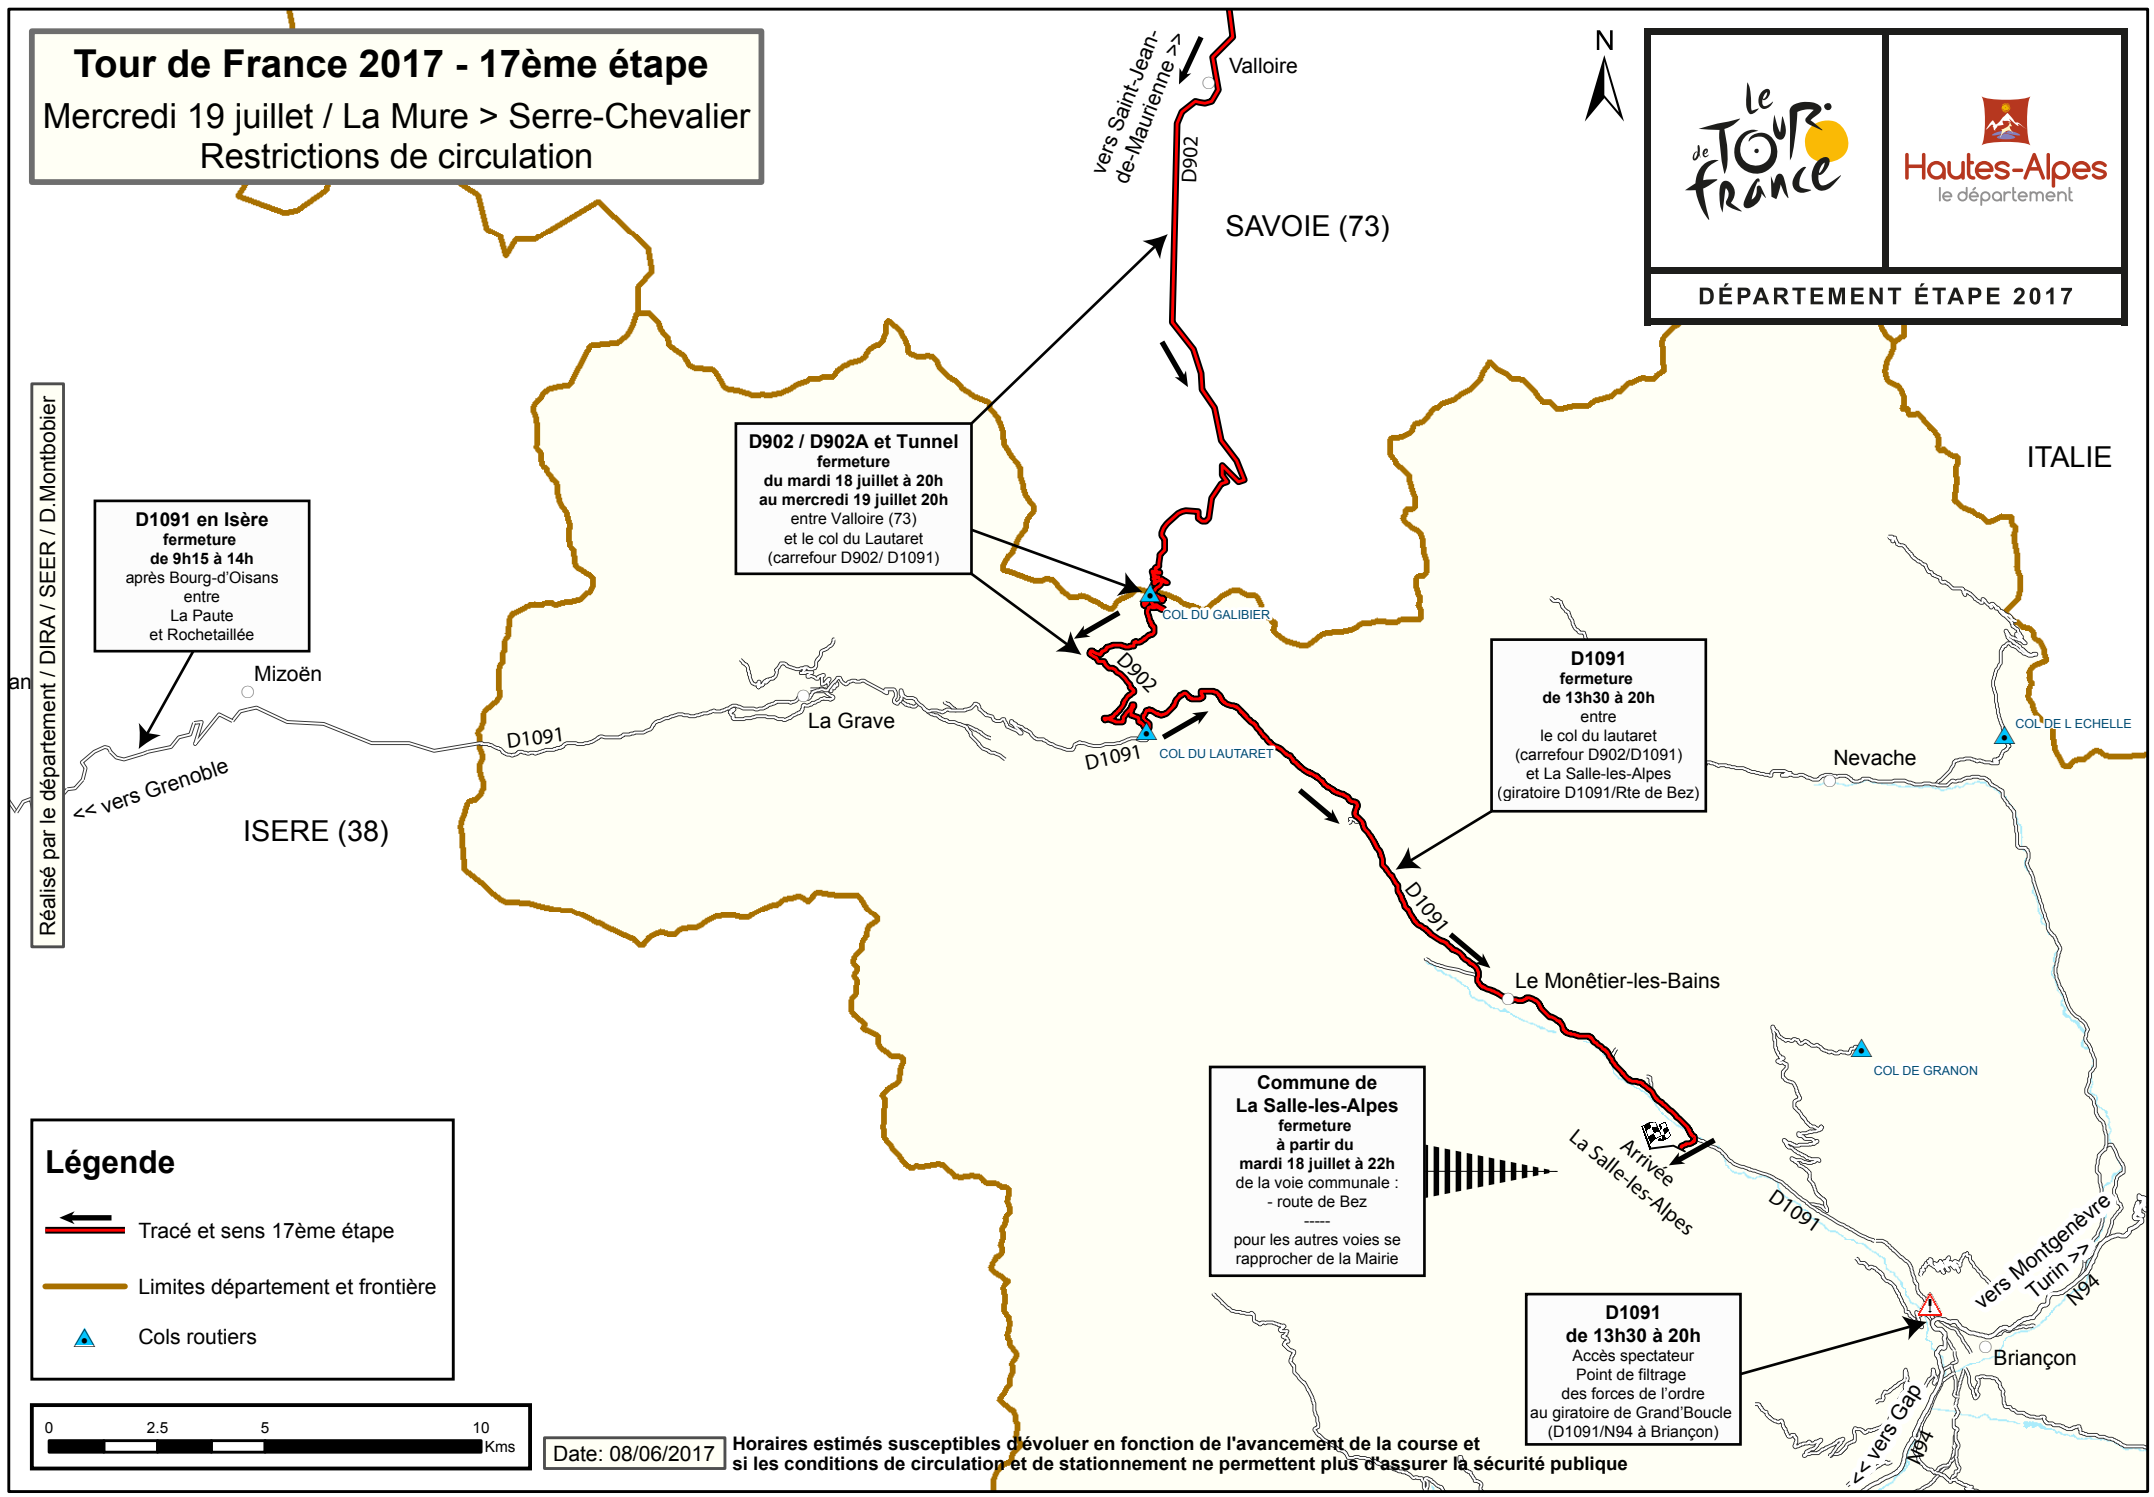 Tour de France 2017 - 17ème étape
Mercredi 19 juillet / La Mure > Serre-Chevalier
Restrictions de circulation
vers Saint-Jean-
de-Maurienne >>
Valloire
D902
SAVOIE (73)
N
Le
TOUR
de
FRANCE
Hautes-Alpes
le département
DÉPARTEMENT ÉTAPE 2017
ITALIE
Réalisé par le département / DIRA / SEER / D.Montbobier
D1091 en Isère
fermeture
de 9h15 à 14h
après Bourg-d'Oisans
entre
La Paute
et Rochetaillée
D902 / D902A et Tunnel
fermeture
du mardi 18 juillet à 20h
au mercredi 19 juillet 20h
entre Valloire (73)
et le col du Lautaret
(carrefour D902/ D1091)
COL DU GALIBIER
D902
an
Mizoën
La Grave
D1091
D1091
COL DU LAUTARET
<< vers Grenoble
ISERE (38)
D1091
fermeture
de 13h30 à 20h
entre
le col du lautaret
(carrefour D902/D1091)
et La Salle-les-Alpes
(giratoire D1091/Rte de Bez)
COL DE L ECHELLE
Nevache
D1091
Le Monêtier-les-Bains
COL DE GRANON
Commune de
La Salle-les-Alpes
fermeture
à partir du
mardi 18 juillet à 22h
de la voie communale :
- route de Bez
-----
pour les autres voies se
rapprocher de la Mairie
Arrivée
La Salle-les-Alpes
D1091
vers Montgenèvre
Turin >>
N94
Briançon
<< vers Gap
N94
D1091
de 13h30 à 20h
Accès spectateur
Point de filtrage
des forces de l'ordre
au giratoire de Grand'Boucle
(D1091/N94 à Briançon)
Légende
Tracé et sens 17ème étape
Limites département et frontière
Cols routiers
0 2.5 5 10
Kms
Date: 08/06/2017
Horaires estimés susceptibles d'évoluer en fonction de l'avancement de la course et
si les conditions de circulation et de stationnement ne permettent plus d'assurer la sécurité publique